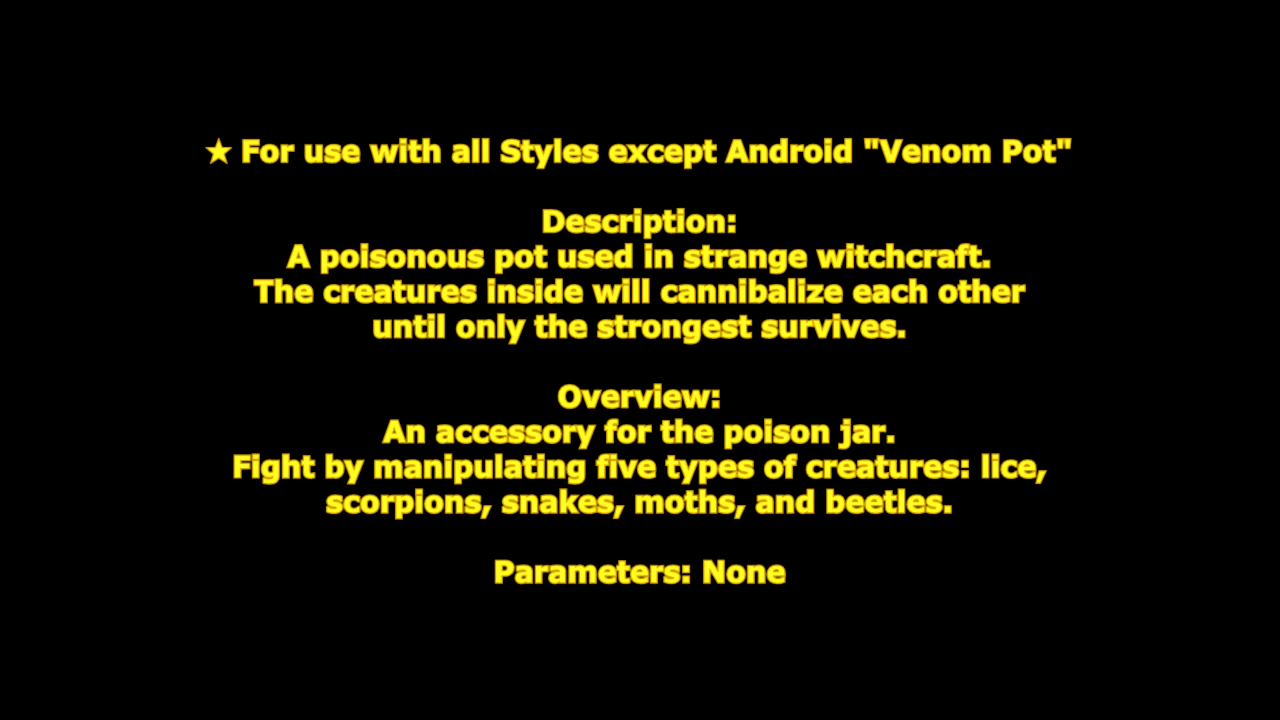 ★ For use with all Styles except Android "Venom Pot"
Description:
A poisonous pot used in strange witchcraft.
The creatures inside will cannibalize each other
until only the strongest survives.
Overview:
An accessory for the poison jar.
Fight by manipulating five types of creatures: lice,
scorpions, snakes, moths, and beetles.
Parameters: None